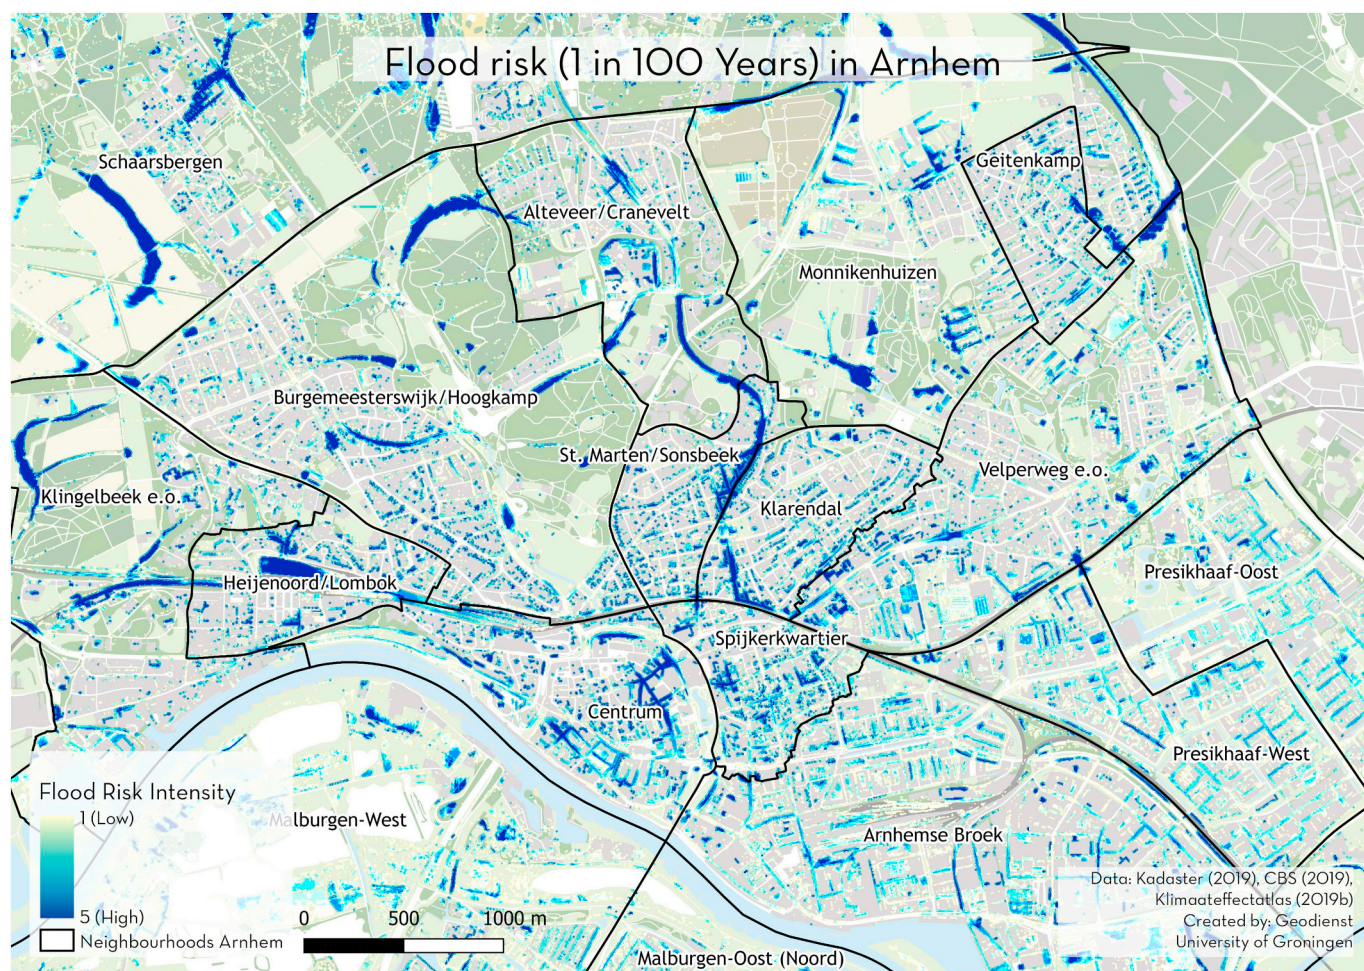 Flood risk (1 in 100 Years) in Arnhem
Schaarsbergen
Geitenkamp
Alteveer/Cranevelt
Monnikenhuizen
Burgemeesterswijk/Hoogkamp
St. Marten/Sonsbeek
Velperweg e.o.
Klingelbeek e.o.
Klarendal
Heijenoord/Lombok
Presikhaaf-Oost
Spijkerkwartier
Centrum
Presikhaaf-West
Malburgen-West
Arnhemse Broek
Malburgen-Oost (Noord)
Flood Risk Intensity
1 (Low)
5 (High)
Neighbourhoods Arnhem
0 500 1000 m
Data: Kadaster (2019), CBS (2019),
Klimaateffectatlas (2019b)
Created by: Geodienst
University of Groningen